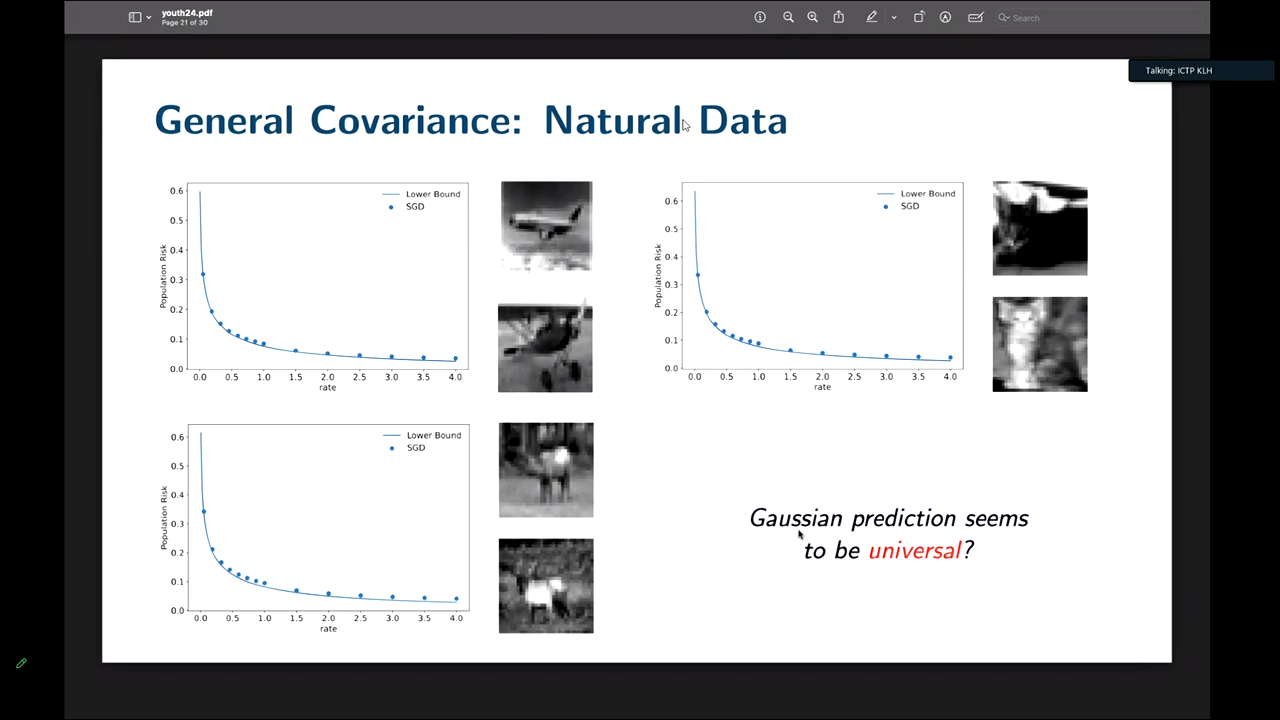 youth24.pdf
Page 21 of 30
Search
Talking: ICTP KLH
General Covariance: Natural Data
Lower Bound
SGD
0.6
0.5
0.4
0.3
0.2
0.1
0.0
Population Risk
0.0 0.5 1.0 1.5 2.0 2.5 3.0 3.5 4.0
rate
Lower Bound
SGD
0.6
0.5
0.4
0.3
0.2
0.1
0.0
Population Risk
0.0 0.5 1.0 1.5 2.0 2.5 3.0 3.5 4.0
rate
Lower Bound
SGD
0.6
0.5
0.4
0.3
0.2
0.1
0.0
Population Risk
0.0 0.5 1.0 1.5 2.0 2.5 3.0 3.5 4.0
rate
Gaussian prediction seems
to be universal?